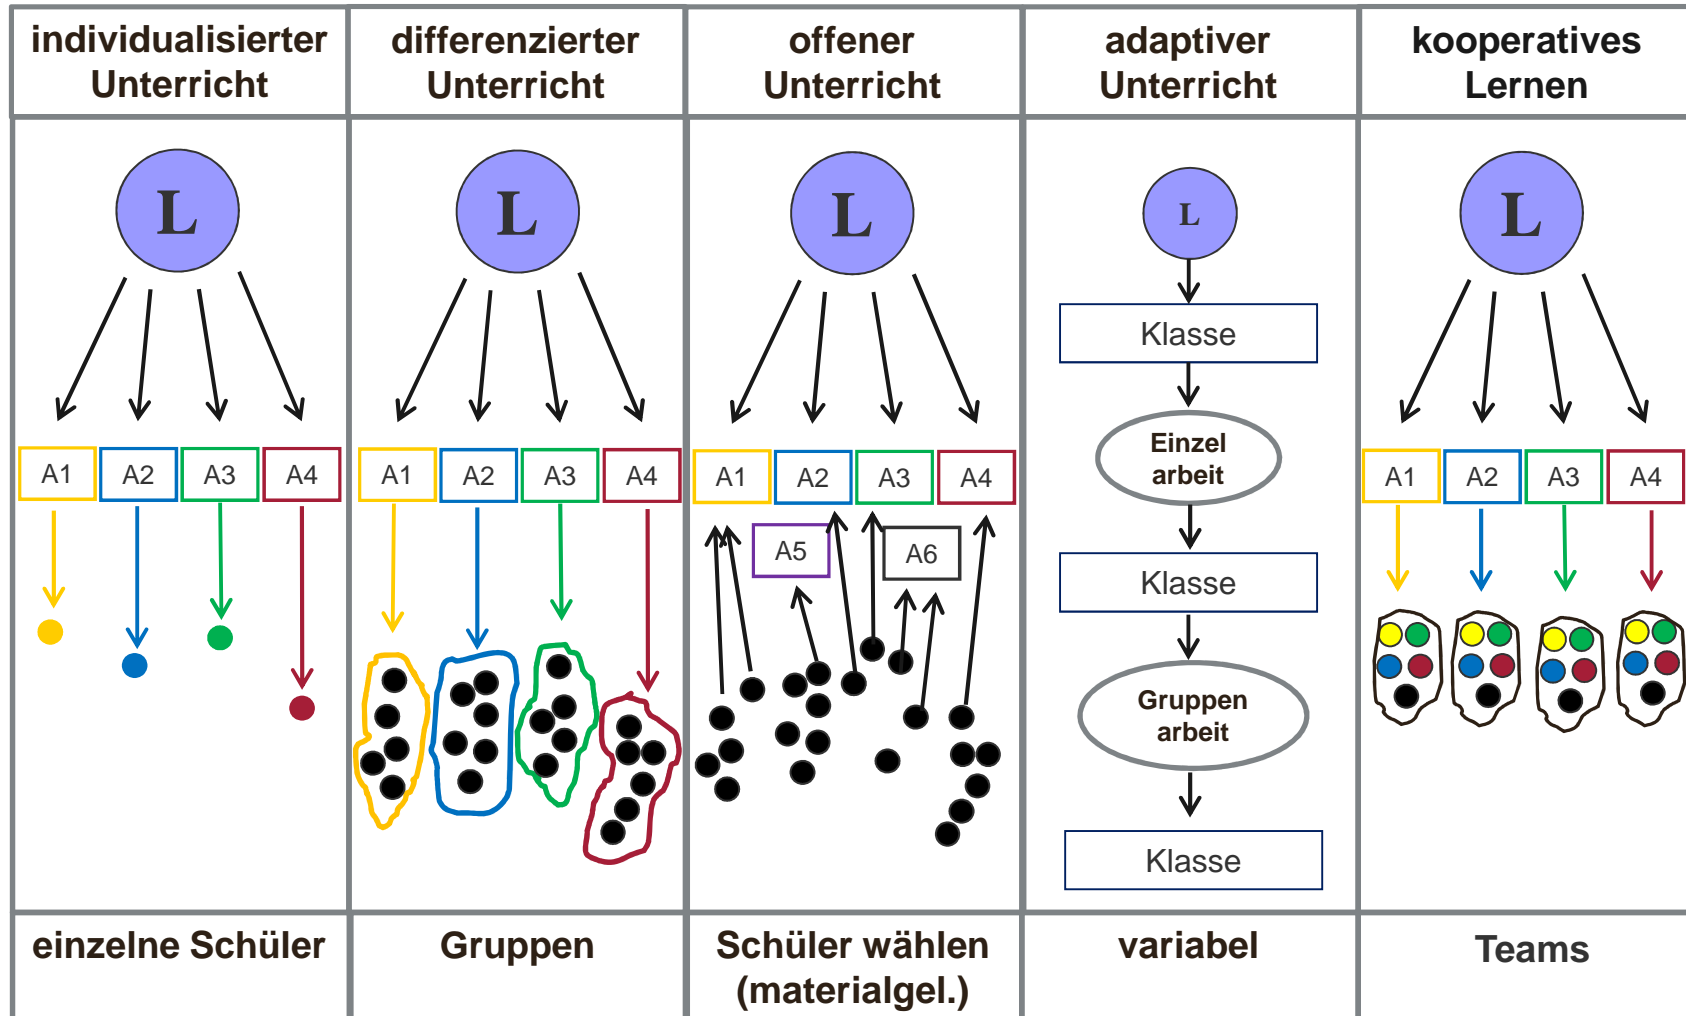 individualisierter
Unterricht
differenzierter
Unterricht
offener
Unterricht
adaptiver
Unterricht
kooperatives
Lernen
L
A1 A2 A3 A4
L
A1 A2 A3 A4
L
A1 A2 A3 A4
A5 A6
L
Klasse
Einzel
arbeit
Klasse
Gruppen
arbeit
Klasse
L
A1 A2 A3 A4
einzelne Schüler
Gruppen
Schüler wählen
(materialgel.)
variabel
Teams